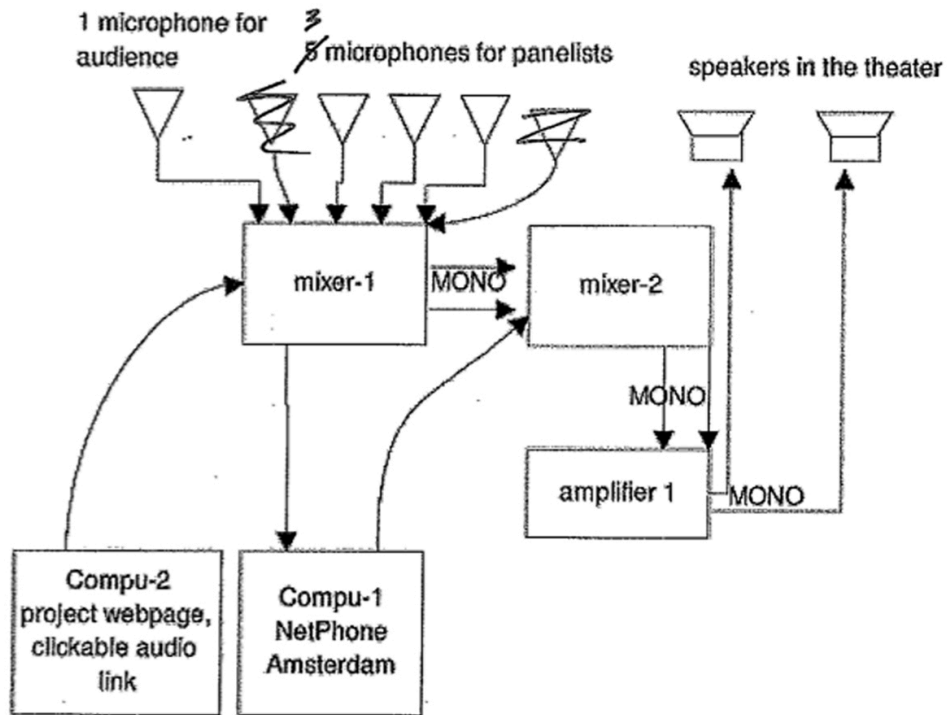 1 microphone for
audience
3
5 microphones for panelists
speakers in the theater
mixer-1
MONO
mixer-2
MONO
amplifier 1
MONO
Compu-2
project webpage,
clickable audio
link
Compu-1
NetPhone
Amsterdam